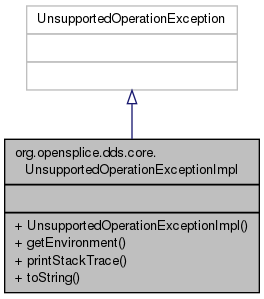 UnsupportedOperationException
org.opensplice.dds.core.
UnsupportedOperationExceptionImpl
+ UnsupportedOperationExceptionImpl()
+ getEnvironment()
+ printStackTrace()
+ toString()